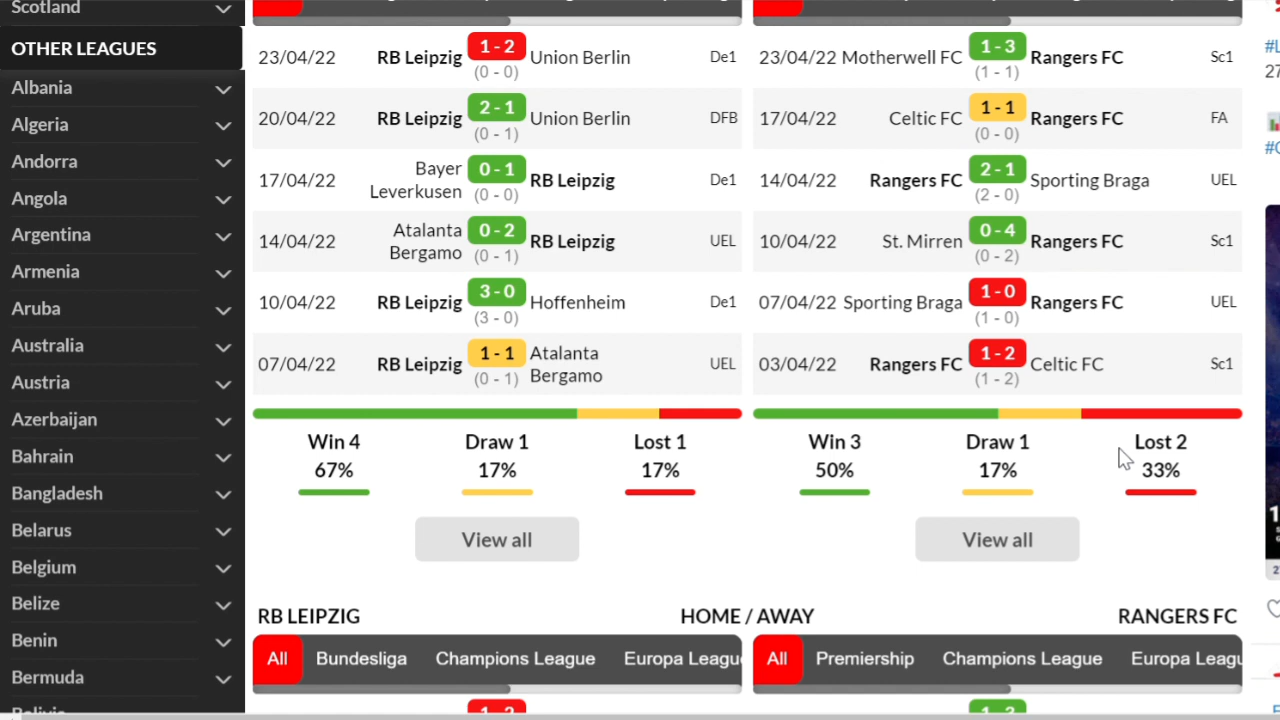 Scotland
OTHER LEAGUES
Albania
Algeria
Andorra
Angola
Argentina
Armenia
Aruba
Australia
Austria
Azerbaijan
Bahrain
Bangladesh
Belarus
Belgium
Belize
Benin
Bermuda
Bolivia
23/04/22 RB Leipzig 1 - 2 Union Berlin De1
(0 - 0)
20/04/22 RB Leipzig 2 - 1 Union Berlin DFB
(0 - 1)
17/04/22 Bayer Leverkusen 0 - 1 RB Leipzig De1
(0 - 0)
14/04/22 Atalanta Bergamo 0 - 2 RB Leipzig UEL
(0 - 1)
10/04/22 RB Leipzig 3 - 0 Hoffenheim De1
(3 - 0)
07/04/22 RB Leipzig 1 - 1 Atalanta Bergamo UEL
(0 - 1)
Win 4 Draw 1 Lost 1
67% 17% 17%
View all
23/04/22 Motherwell FC 1 - 3 Rangers FC Sc1
(1 - 1)
17/04/22 Celtic FC 1 - 1 Rangers FC FA
(0 - 0)
14/04/22 Rangers FC 2 - 1 Sporting Braga UEL
(2 - 0)
10/04/22 St. Mirren 0 - 4 Rangers FC Sc1
(0 - 2)
07/04/22 Sporting Braga 1 - 0 Rangers FC UEL
(1 - 0)
03/04/22 Rangers FC 1 - 2 Celtic FC Sc1
(1 - 2)
Win 3 Draw 1 Lost 2
50% 17% 33%
View all
RB LEIPZIG HOME / AWAY RANGERS FC
All Bundesliga Champions League Europa Leagu
All Premiership Champions League Europa Leagu
1 - 2
1 - 3